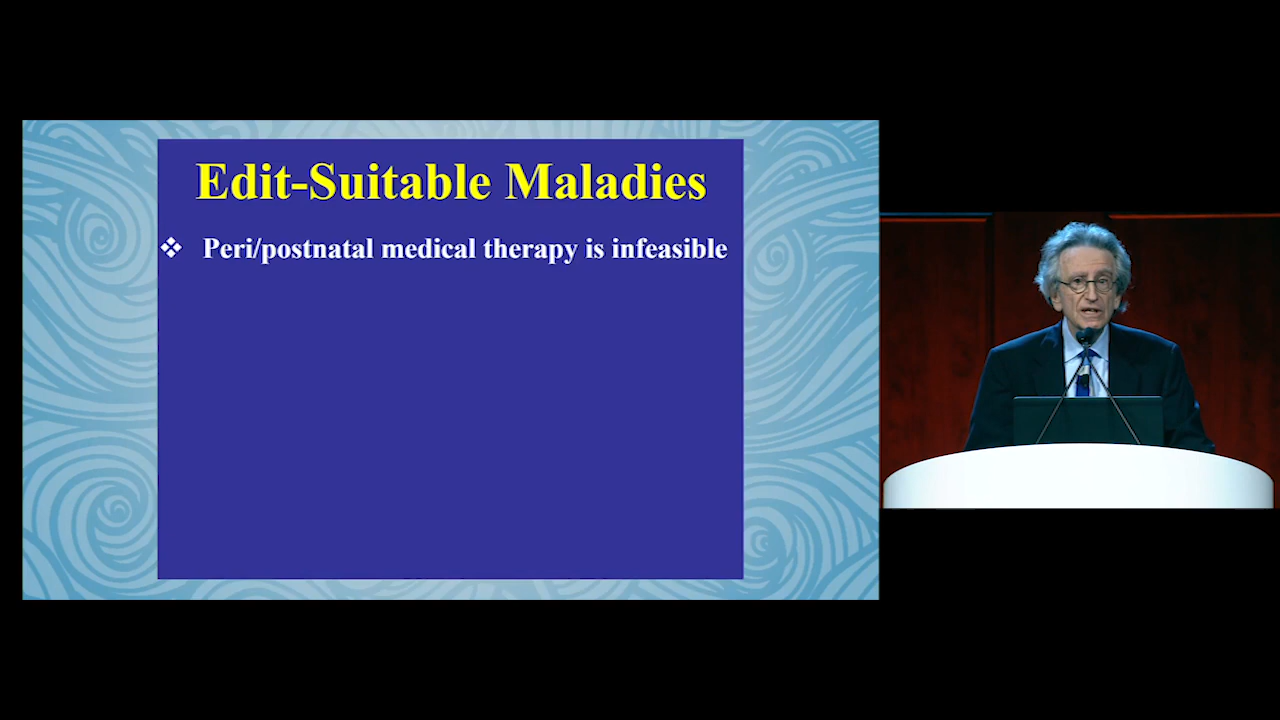 Edit-Suitable Maladies
❖ Peri/postnatal medical therapy is infeasible